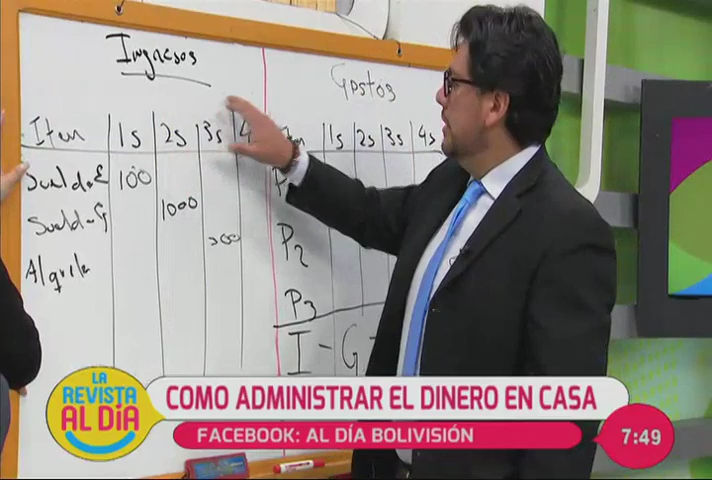 Ingresos
Gastos
Item 1s 2s 3s 4
1s 2s 3s 4s
Sueldo E 100
Sueldo G 1000
Alquile
P2
P3
I - G
LA REVISTA AL DÍA
COMO ADMINISTRAR EL DINERO EN CASA
FACEBOOK: AL DÍA BOLIVISIÓN
7:49